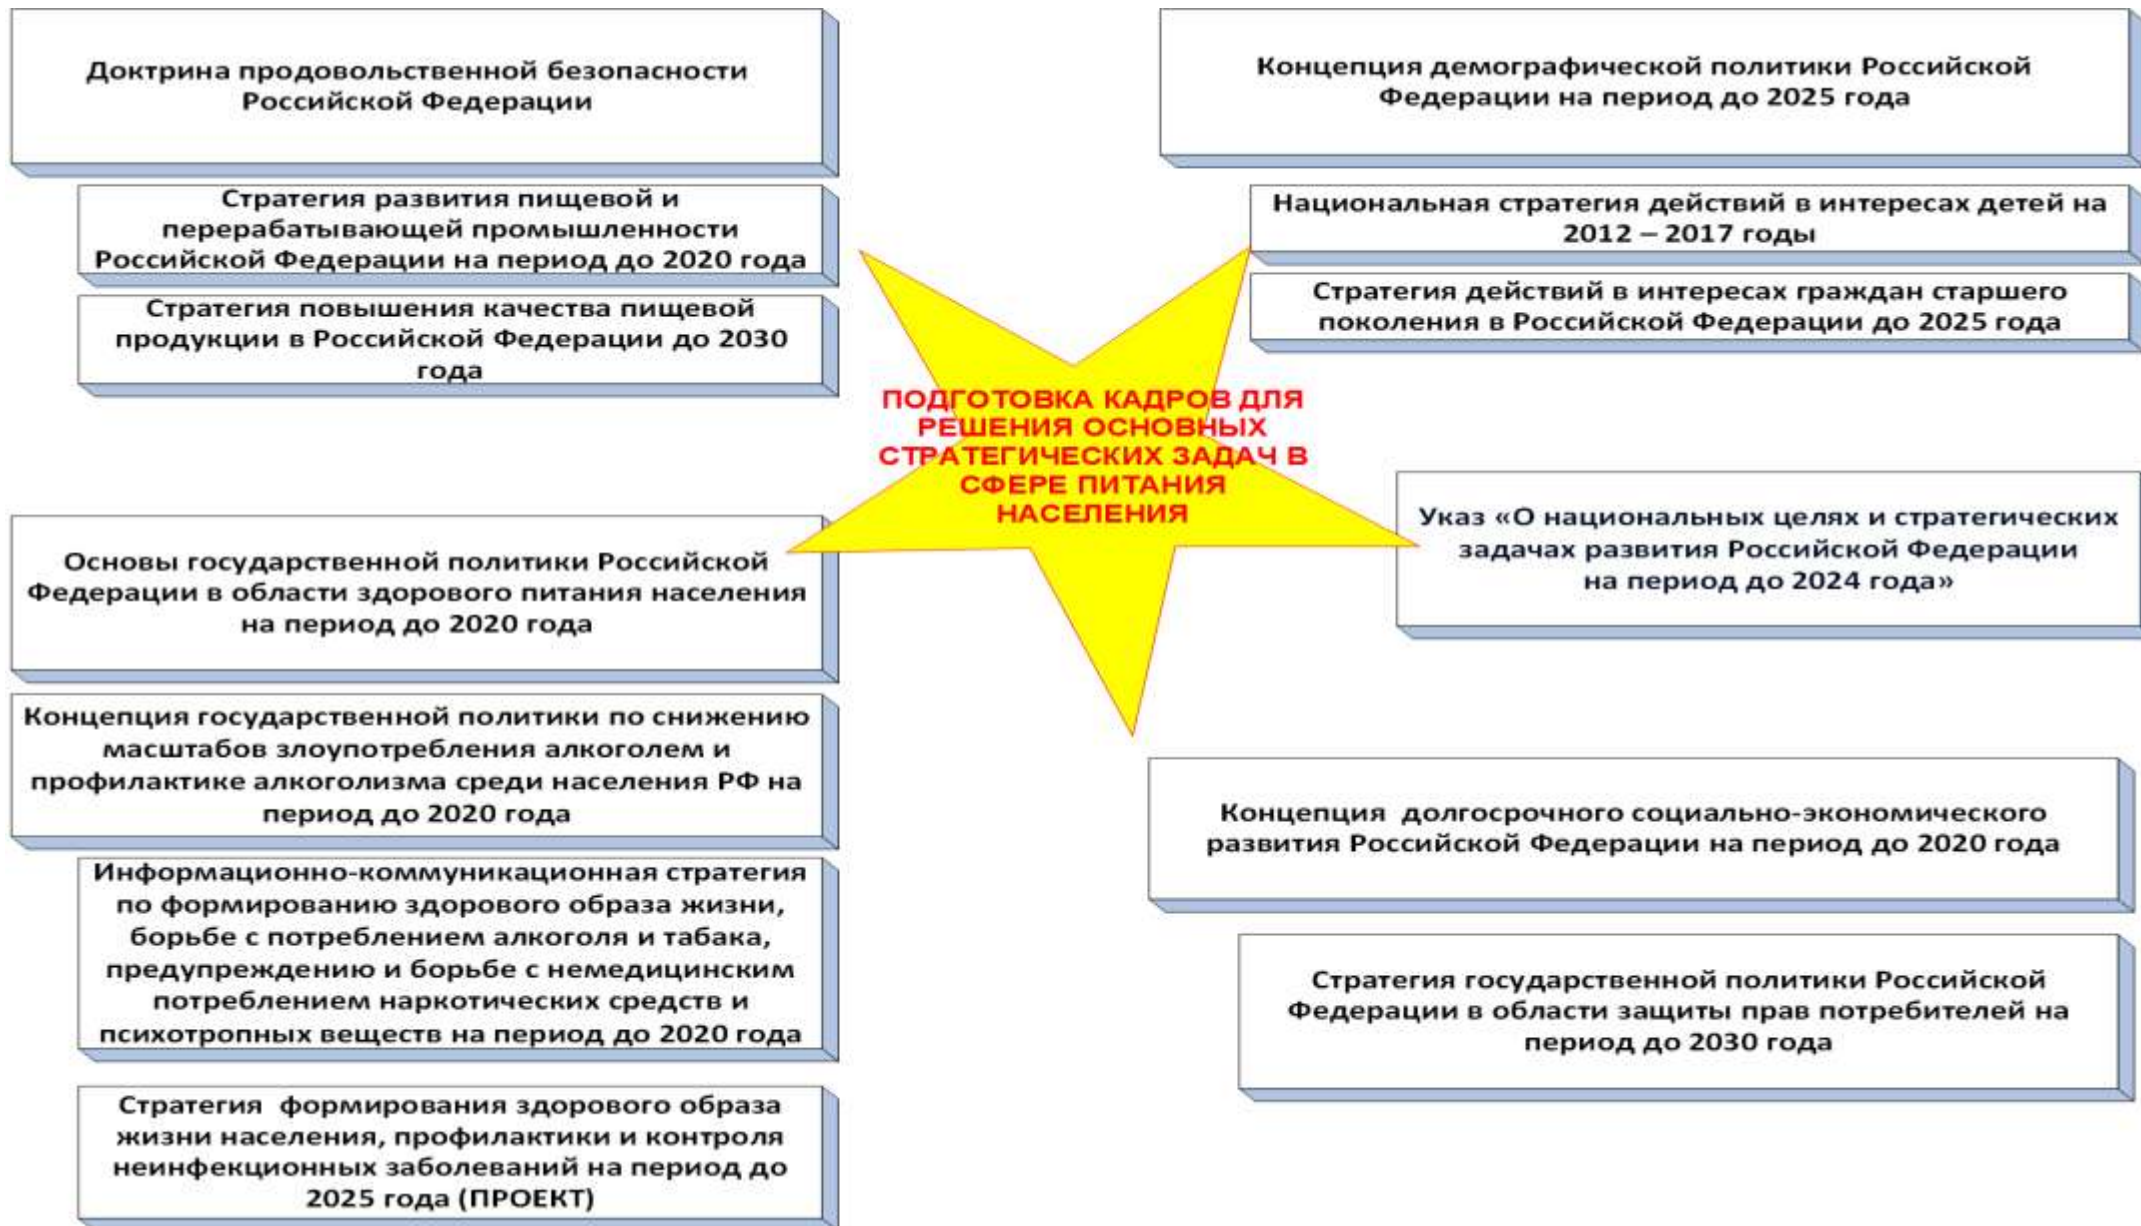 Доктрина продовольственной безопасности
Российской Федерации
Стратегия развития пищевой и
перерабатывающей промышленности
Российской Федерации на период до 2020 года
Стратегия повышения качества пищевой
продукции в Российской Федерации до 2030
года
Концепция демографической политики Российской
Федерации на период до 2025 года
Национальная стратегия действий в интересах детей на
2012 – 2017 годы
Стратегия действий в интересах граждан старшего
поколения в Российской Федерации до 2025 года
ПОДГОТОВКА КАДРОВ ДЛЯ
РЕШЕНИЯ ОСНОВНЫХ
СТРАТЕГИЧЕСКИХ ЗАДАЧ В
СФЕРЕ ПИТАНИЯ
НАСЕЛЕНИЯ
Основы государственной политики Российской
Федерации в области здорового питания населения
на период до 2020 года
Концепция государственной политики по снижению
масштабов злоупотребления алкоголем и
профилактике алкоголизма среди населения РФ на
период до 2020 года
Информационно-коммуникационная стратегия
по формированию здорового образа жизни,
борьбе с потреблением алкоголя и табака,
предупреждению и борьбе с немедицинским
потреблением наркотических средств и
психотропных веществ на период до 2020 года
Стратегия формирования здорового образа
жизни населения, профилактики и контроля
неинфекционных заболеваний на период до
2025 года (ПРОЕКТ)
Указ «О национальных целях и стратегических
задачах развития Российской Федерации
на период до 2024 года»
Концепция долгосрочного социально-экономического
развития Российской Федерации на период до 2020 года
Стратегия государственной политики Российской
Федерации в области защиты прав потребителей на
период до 2030 года